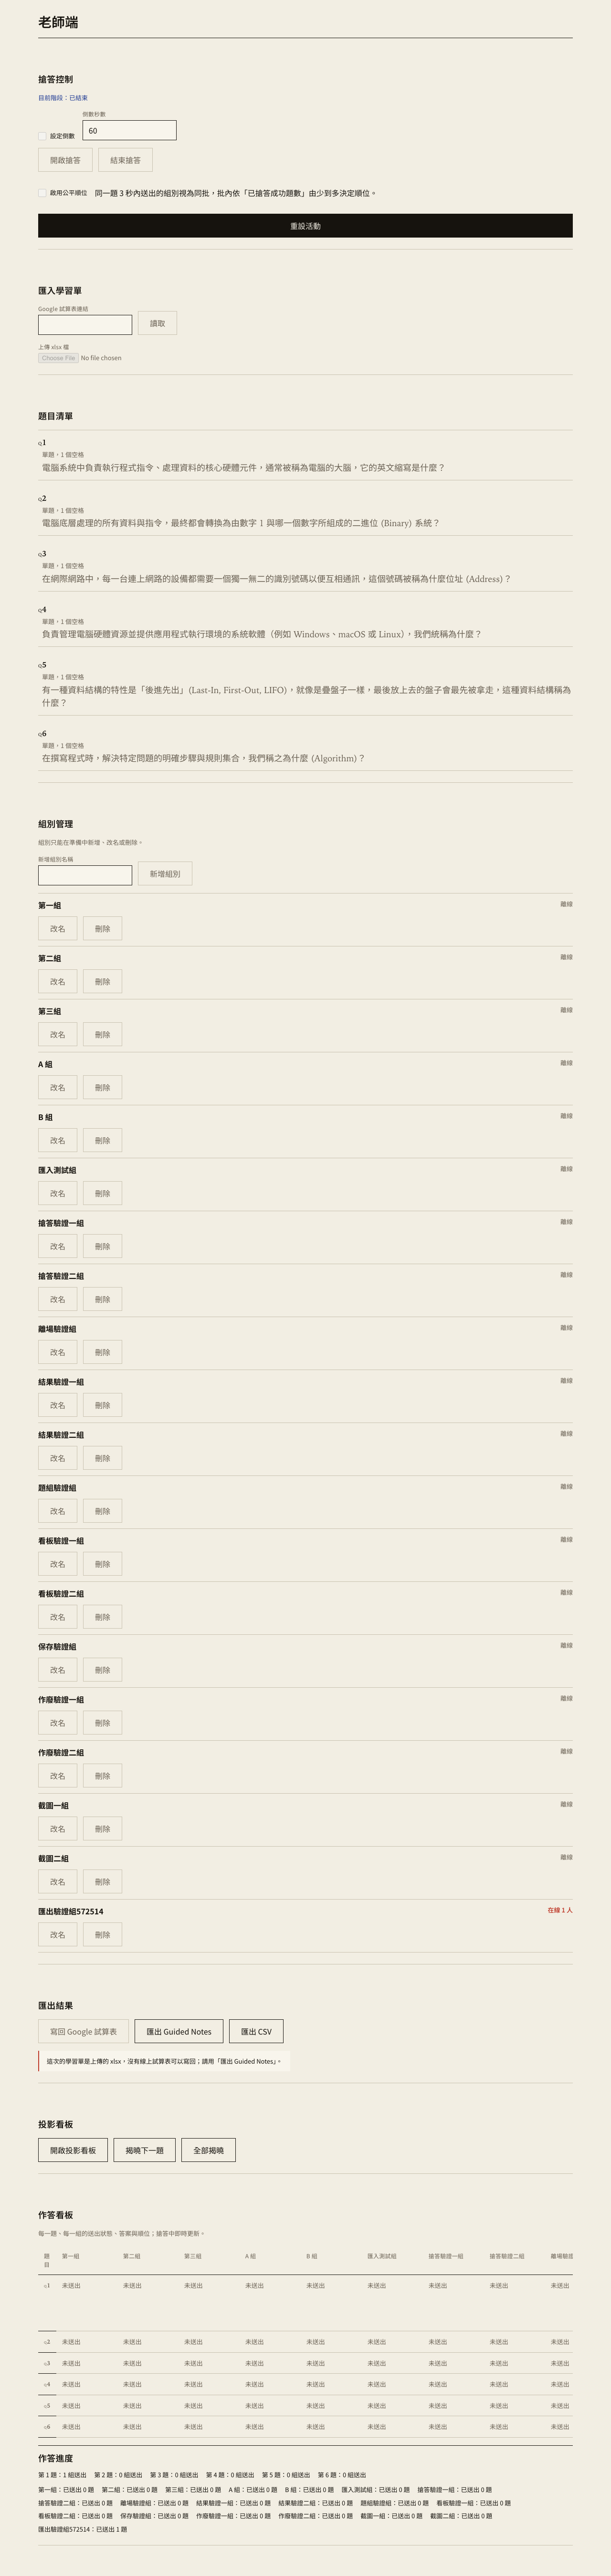 老師端
搶答控制
目前階段：已結束
倒數秒數
設定倒數
60
開啟搶答 結束搶答
啟用公平順位 同一題 3 秒內送出的組別視為同批，批內依「已搶答成功題數」由少到多決定順位。
重設活動
匯入學習單
Google 試算表連結
讀取
上傳 xlsx 檔
Choose File No file chosen
題目清單
Q1
單題，1 個空格
電腦系統中負責執行程式指令、處理資料的核心硬體元件，通常被稱為電腦的大腦，它的英文縮寫是什麼？
Q2
單題，1 個空格
電腦底層處理的所有資料與指令，最終都會轉換為由數字 1 與哪一個數字所組成的二進位 (Binary) 系統？
Q3
單題，1 個空格
在網際網路中，每一台連上網路的設備都需要一個獨一無二的識別號碼以便互相通訊，這個號碼被稱為什麼位址 (Address)？
Q4
單題，1 個空格
負責管理電腦硬體資源並提供應用程式執行環境的系統軟體（例如 Windows、macOS 或 Linux），我們統稱為什麼？
Q5
單題，1 個空格
有一種資料結構的特性是「後進先出」(Last-In, First-Out, LIFO)，就像是疊盤子一樣，最後放上去的盤子會最先被拿走，這種資料結構稱為
什麼？
Q6
單題，1 個空格
在撰寫程式時，解決特定問題的明確步驟與規則集合，我們稱之為什麼 (Algorithm)？
組別管理
組別只能在準備中新增、改名或刪除。
新增組別名稱
新增組別
第一組 離線
改名 刪除
第二組 離線
改名 刪除
第三組 離線
改名 刪除
A 組 離線
改名 刪除
B 組 離線
改名 刪除
匯入測試組 離線
改名 刪除
搶答驗證一組 離線
改名 刪除
搶答驗證二組 離線
改名 刪除
離場驗證組 離線
改名 刪除
結果驗證一組 離線
改名 刪除
結果驗證二組 離線
改名 刪除
題組驗證組 離線
改名 刪除
看板驗證一組 離線
改名 刪除
看板驗證二組 離線
改名 刪除
保存驗證組 離線
改名 刪除
作廢驗證一組 離線
改名 刪除
作廢驗證二組 離線
改名 刪除
截圖一組 離線
改名 刪除
截圖二組 離線
改名 刪除
匯出驗證組572514 在線 1 人
改名 刪除
匯出結果
寫回 Google 試算表 匯出 Guided Notes 匯出 CSV
這次的學習單是上傳的 xlsx，沒有線上試算表可以寫回；請用「匯出 Guided Notes」。
投影看板
開啟投影看板 揭曉下一題 全部揭曉
作答看板
每一題、每一組的送出狀態、答案與順位；搶答中即時更新。
題目 第一組 第二組 第三組 A 組 B 組 匯入測試組 搶答驗證一組 搶答驗證二組 離場驗證
Q1 未送出 未送出 未送出 未送出 未送出 未送出 未送出 未送出 未送出
Q2 未送出 未送出 未送出 未送出 未送出 未送出 未送出 未送出 未送出
Q3 未送出 未送出 未送出 未送出 未送出 未送出 未送出 未送出 未送出
Q4 未送出 未送出 未送出 未送出 未送出 未送出 未送出 未送出 未送出
Q5 未送出 未送出 未送出 未送出 未送出 未送出 未送出 未送出 未送出
Q6 未送出 未送出 未送出 未送出 未送出 未送出 未送出 未送出 未送出
作答進度
第 1 題：1 組送出 第 2 題：0 組送出 第 3 題：0 組送出 第 4 題：0 組送出 第 5 題：0 組送出 第 6 題：0 組送出
第一組：已送出 0 題 第二組：已送出 0 題 第三組：已送出 0 題 A 組：已送出 0 題 B 組：已送出 0 題 匯入測試組：已送出 0 題 搶答驗證一組：已送出 0 題
搶答驗證二組：已送出 0 題 離場驗證組：已送出 0 題 結果驗證一組：已送出 0 題 結果驗證二組：已送出 0 題 題組驗證組：已送出 0 題 看板驗證一組：已送出 0 題
看板驗證二組：已送出 0 題 保存驗證組：已送出 0 題 作廢驗證一組：已送出 0 題 作廢驗證二組：已送出 0 題 截圖一組：已送出 0 題 截圖二組：已送出 0 題
匯出驗證組572514：已送出 1 題